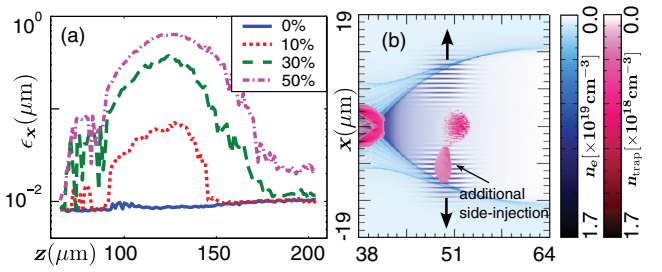 10⁰
(a)
0%
10%
30%
50%
ϵₓ(μm)
10⁻²
z(μm)
100
150
200
19
(b)
x(μm)
additional
side-injection
-19
38
51
64
0.0
nₑ[×10¹⁹cm⁻³]
1.7
0.0
n_trap[×10¹⁸cm⁻³]
1.7